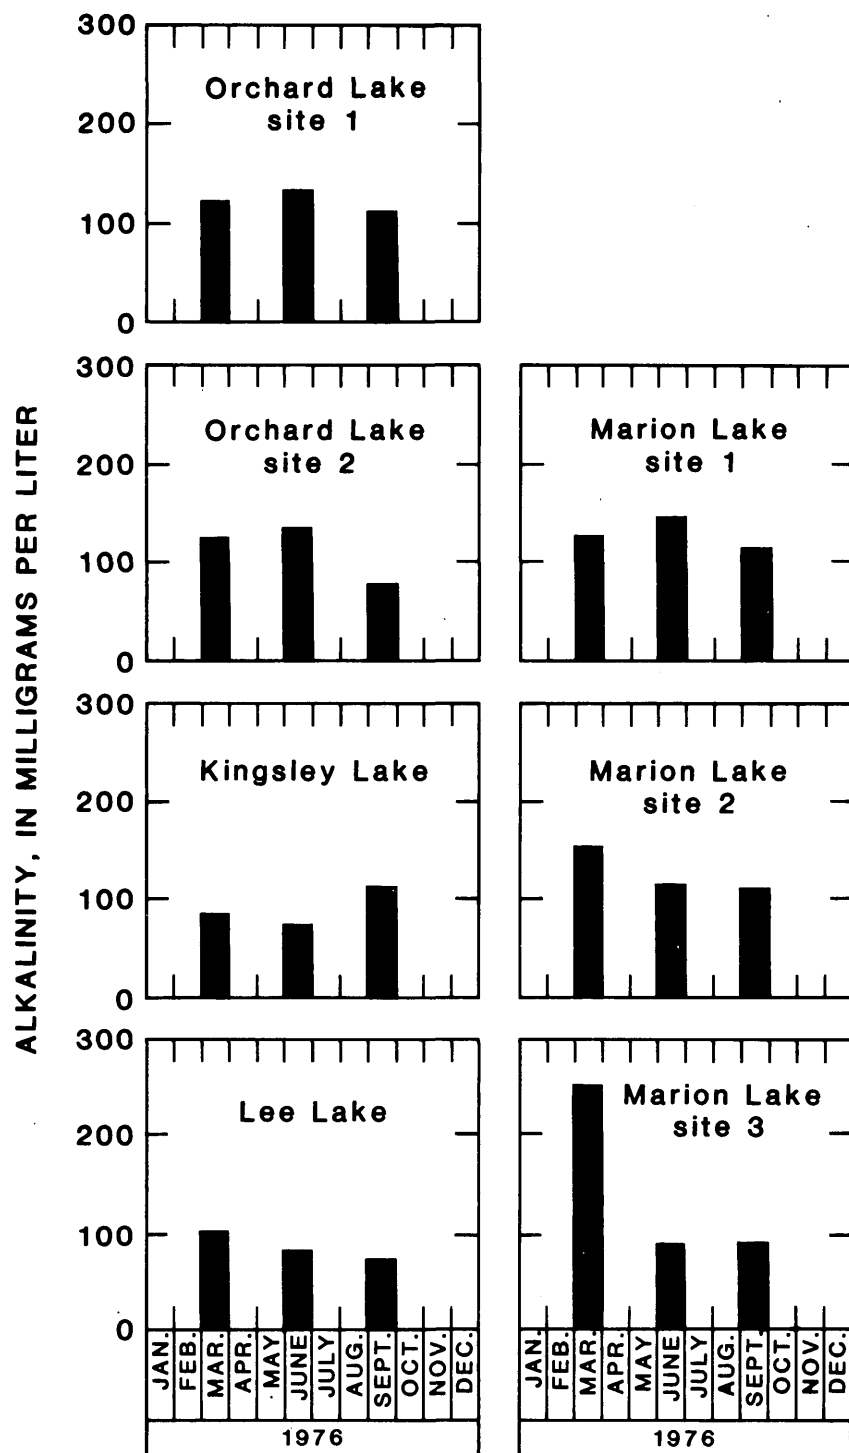 ALKALINITY, IN MILLIGRAMS PER LITER
300
200
100
0
Orchard Lake
site 1
300
200
100
0
Orchard Lake
site 2
Marion Lake
site 1
300
200
100
0
Kingsley Lake
Marion Lake
site 2
300
200
100
0
Lee Lake
Marion Lake
site 3
JAN.
FEB.
MAR.
APR.
MAY
JUNE
JULY
AUG.
SEPT.
OCT.
NOV.
DEC.
1976
JAN.
FEB.
MAR.
APR.
MAY
JUNE
JULY
AUG.
SEPT.
OCT.
NOV.
DEC.
1976